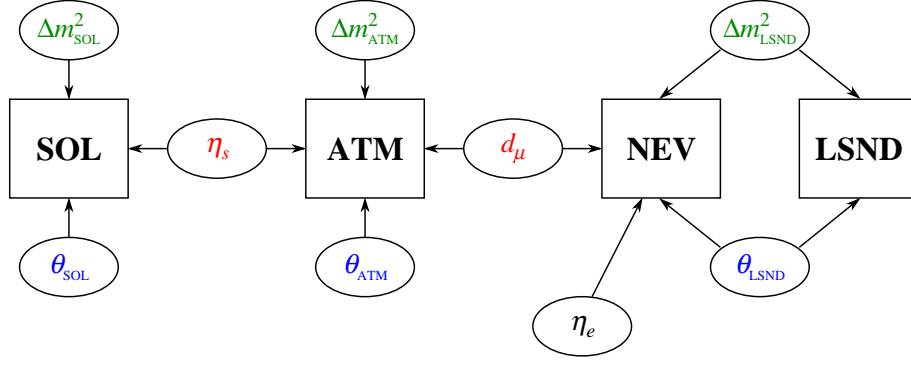 Δm²_SOL Δm²_ATM Δm²_LSND
SOL η_s ATM d_μ NEV LSND
θ_SOL θ_ATM θ_LSND
η_e